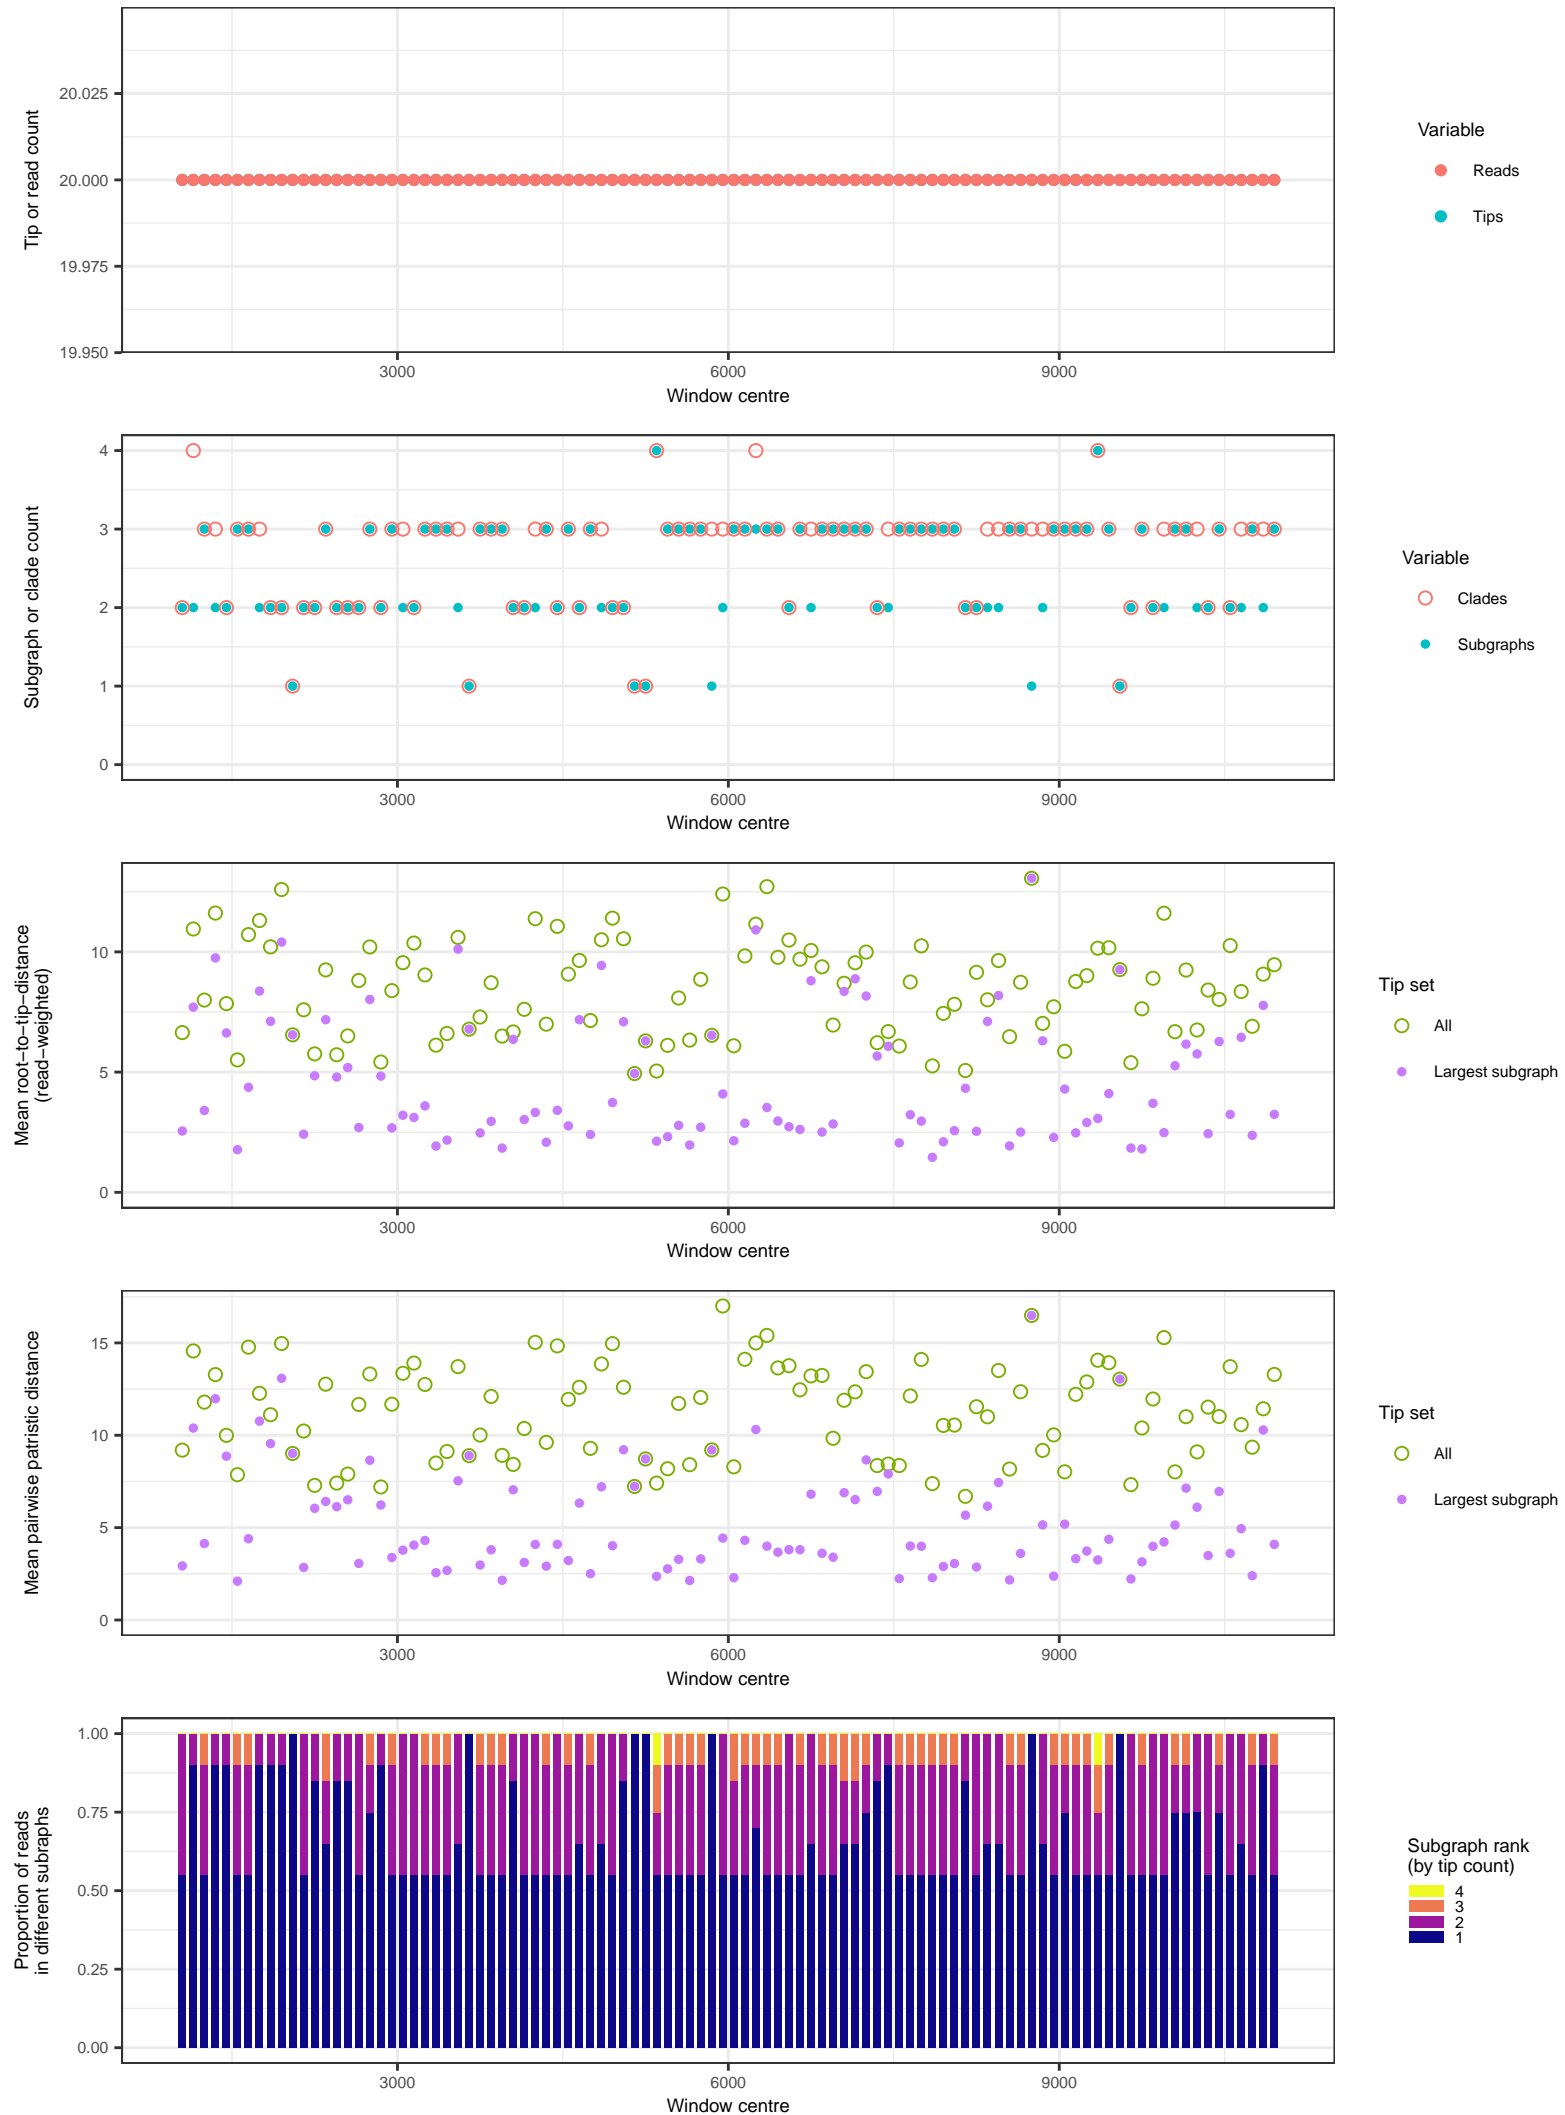 Tip or read count
20.025
20.000
19.975
19.950
3000 6000 9000
Window centre
Variable
Reads
Tips
Subgraph or clade count
4
3
2
1
0
3000 6000 9000
Window centre
Variable
Clades
Subgraphs
Mean root−to−tip−distance
(read−weighted)
10
5
0
3000 6000 9000
Window centre
Tip set
All
Largest subgraph
Mean pairwise patristic distance
15
10
5
0
3000 6000 9000
Window centre
Tip set
All
Largest subgraph
Proportion of reads
in different subraphs
1.00
0.75
0.50
0.25
0.00
3000 6000 9000
Window centre
Subgraph rank
(by tip count)
4
3
2
1